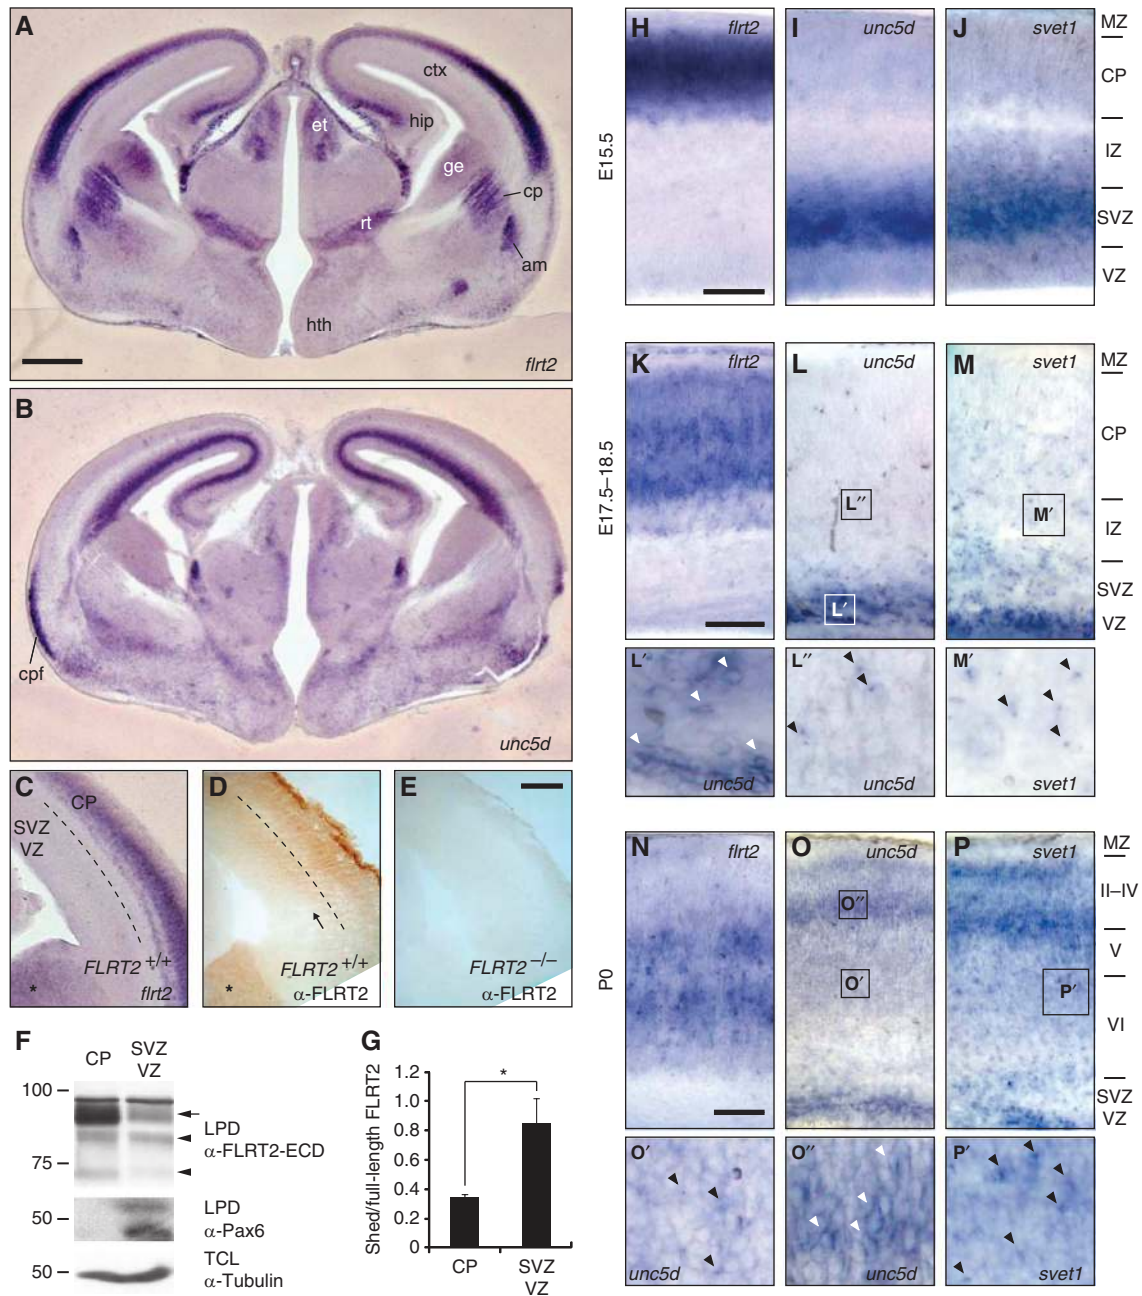 A
ctx
et
hip
ge
cp
rt
am
hth
flrt2
B
cpf
unc5d
C
CP
SVZ
VZ
FLRT2 +/+
* flrt2
D
FLRT2 +/+
* α-FLRT2
E
FLRT2 −/−
α-FLRT2
F
CP
SVZ
VZ
100
75
50
50
LPD
α-FLRT2-ECD
LPD
α-Pax6
TCL
α-Tubulin
G
Shed/full-length FLRT2
1.2
1.0
0.8
0.6
0.4
0.2
0
*
CP
SVZ
VZ
E15.5
H flrt2
I unc5d
J svet1
MZ
CP
IZ
SVZ
VZ
E17.5–18.5
K flrt2
L unc5d
L″
L′
M svet1
M′
MZ
CP
IZ
SVZ
VZ
L′
unc5d
L″
unc5d
M′
svet1
P0
N flrt2
O unc5d
O″
O′
P svet1
P′
MZ
II–IV
V
VI
SVZ
VZ
O′
unc5d
O″
unc5d
P′
svet1